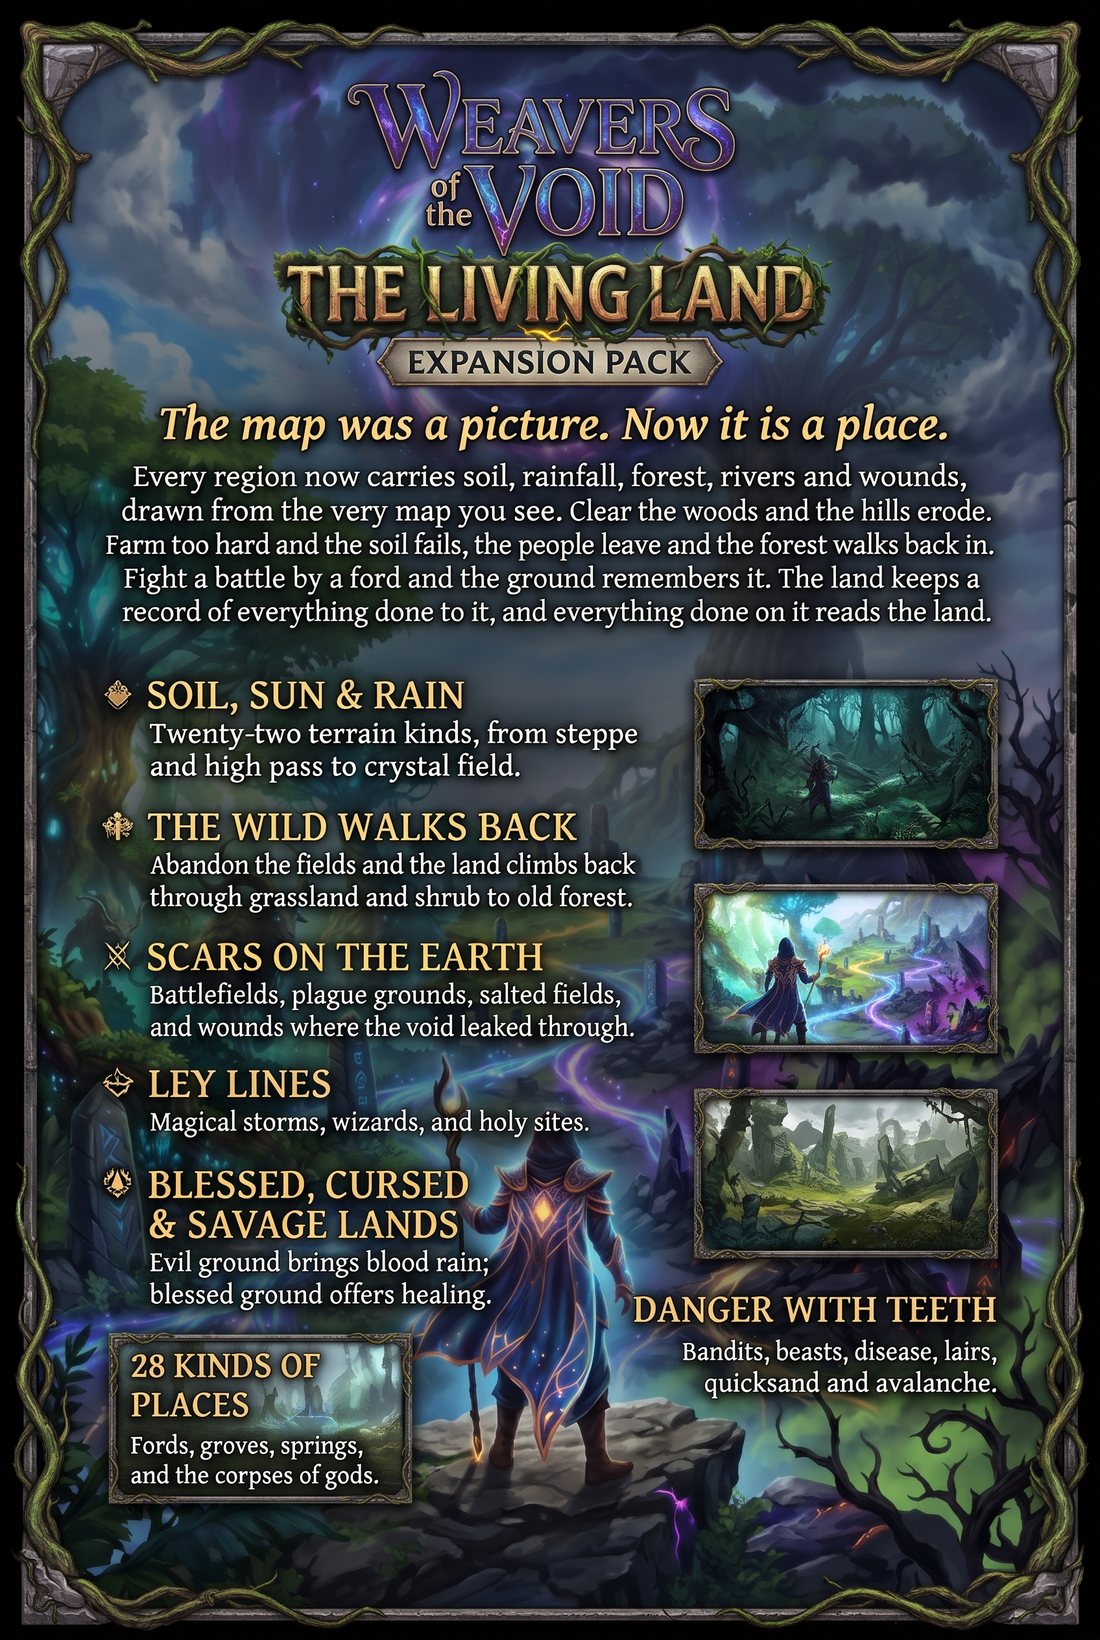 WEAVERS
of the VOID
THE LIVING LAND
EXPANSION PACK
The map was a picture. Now it is a place.
Every region now carries soil, rainfall, forest, rivers and wounds,
drawn from the very map you see. Clear the woods and the hills erode.
Farm too hard and the soil fails, the people leave and the forest walks back in.
Fight a battle by a ford and the ground remembers it. The land keeps a
record of everything done to it, and everything done on it reads the land.
SOIL, SUN & RAIN
Twenty-two terrain kinds, from steppe
and high pass to crystal field.
THE WILD WALKS BACK
Abandon the fields and the land climbs back
through grassland and shrub to old forest.
SCARS ON THE EARTH
Battlefields, plague grounds, salted fields,
and wounds where the void leaked through.
LEY LINES
Magical storms, wizards, and holy sites.
BLESSED, CURSED
& SAVAGE LANDS
Evil ground brings blood rain;
blessed ground offers healing.
DANGER WITH TEETH
Bandits, beasts, disease, lairs,
quicksand and avalanche.
28 KINDS OF
PLACES
Fords, groves, springs,
and the corpses of gods.